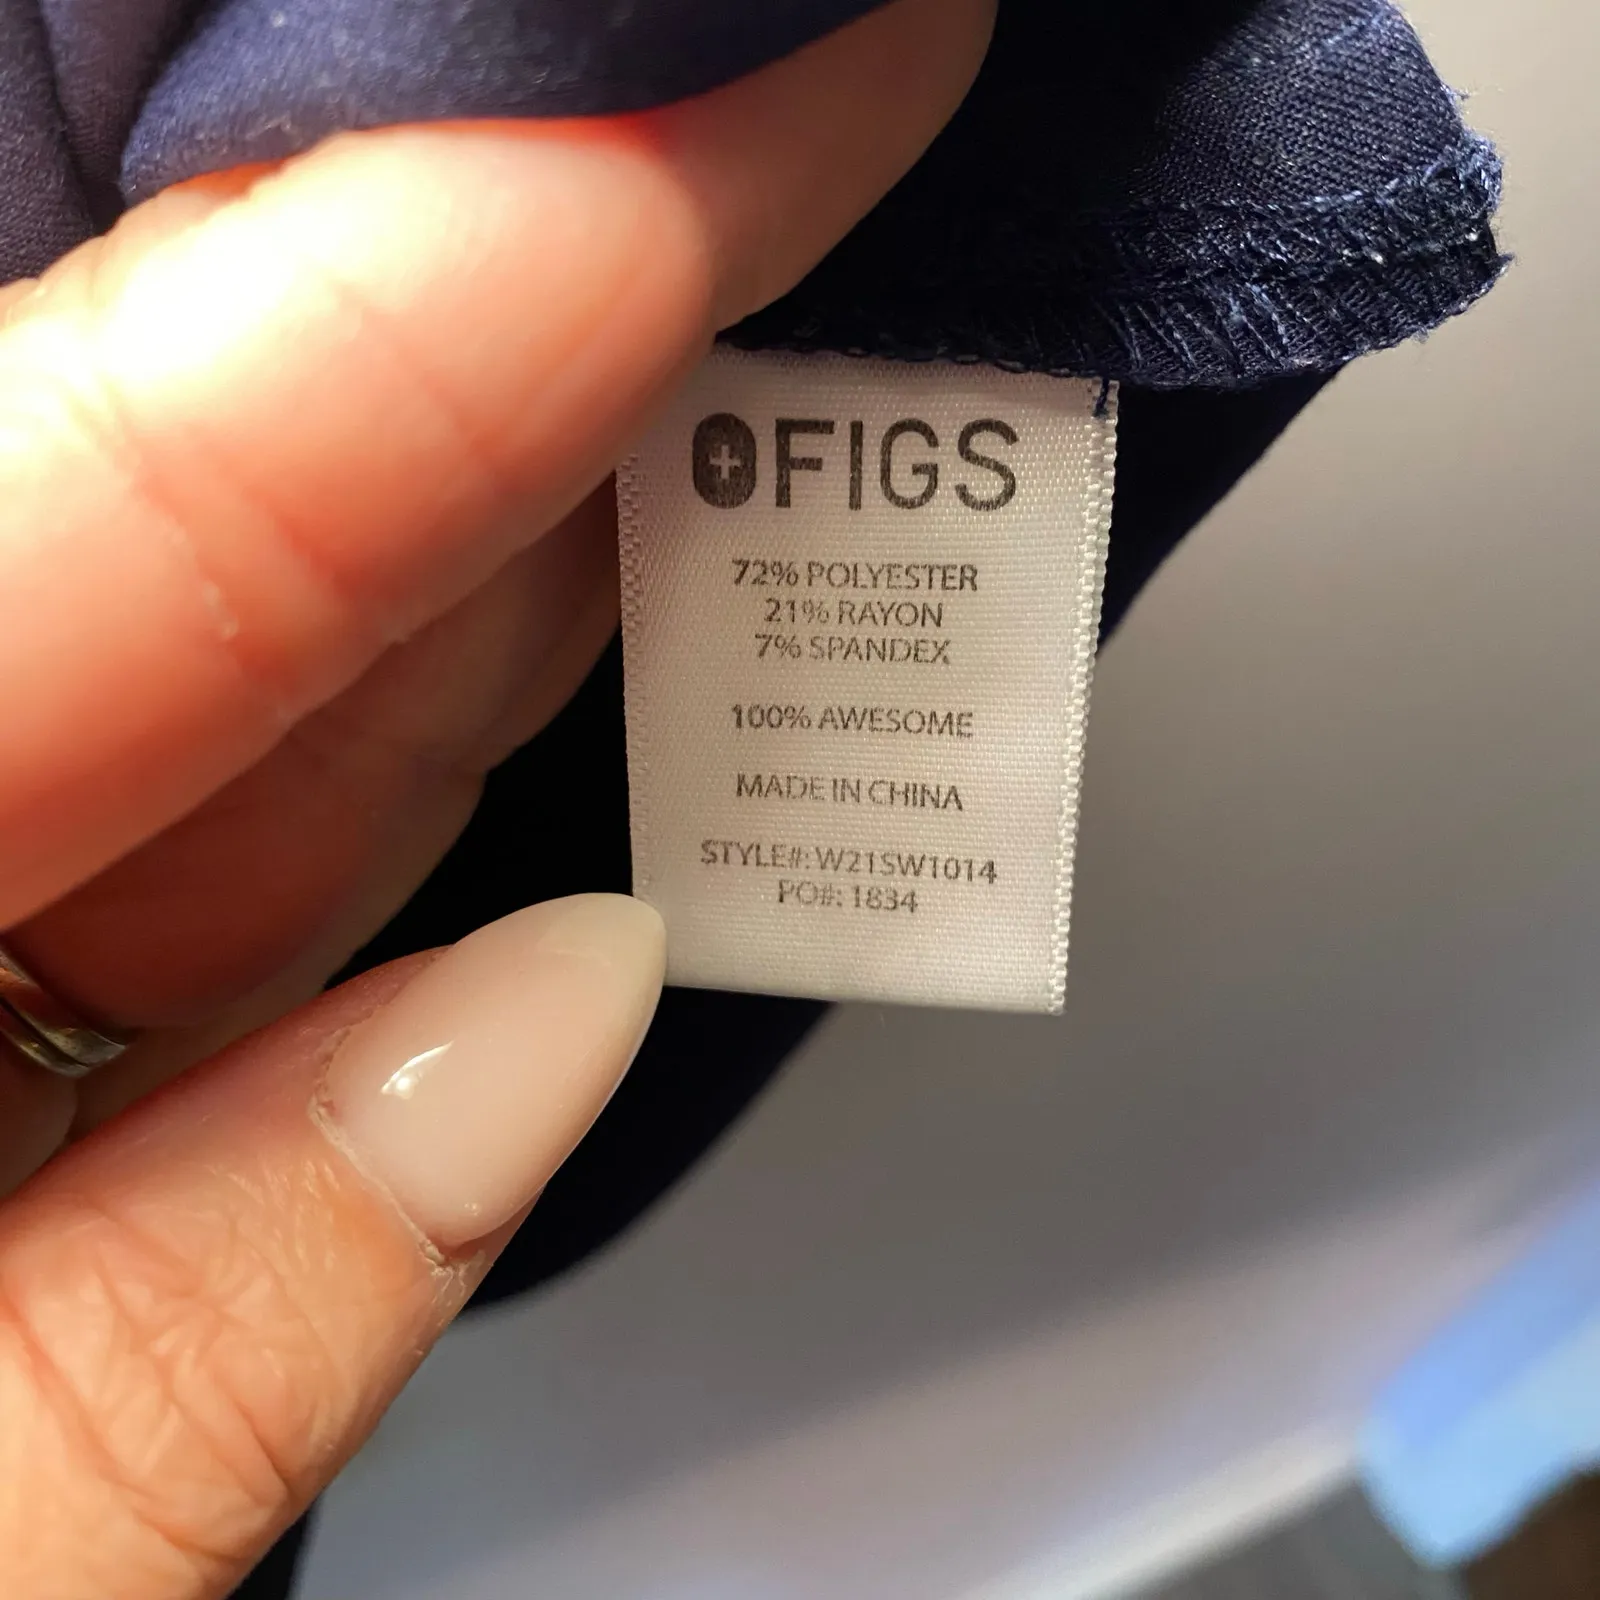 FIGS
72% POLYESTER
21% RAYON
7% SPANDEX
100% AWESOME
MADE IN CHINA
STYLE#: W21SW1014
PO#: 1834